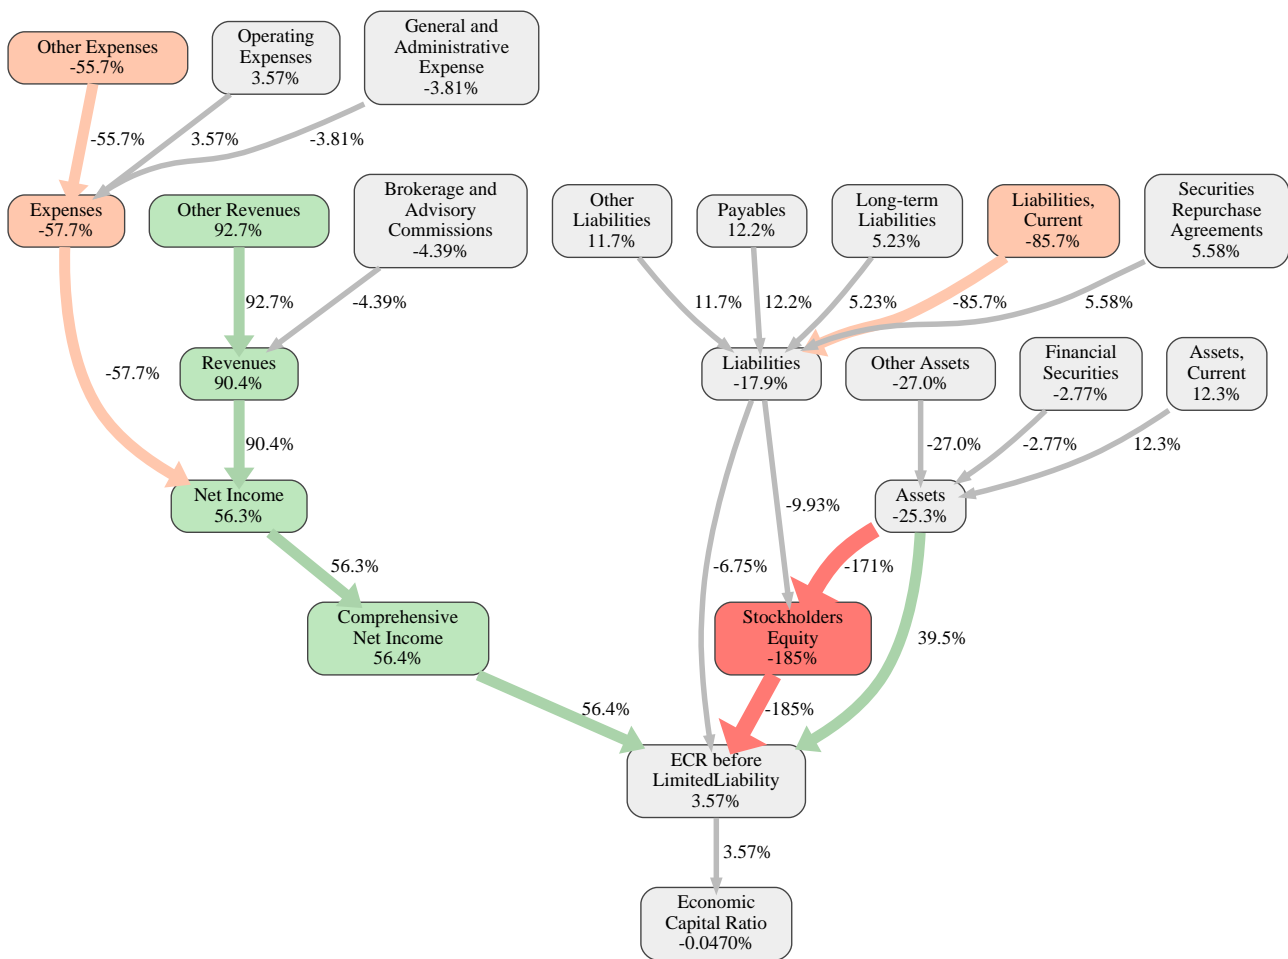 Other Expenses
-55.7%
Operating
Expenses
3.57%
General and
Administrative
Expense
-3.81%
-55.7%
3.57%
-3.81%
Expenses
-57.7%
Other Revenues
92.7%
Brokerage and
Advisory
Commissions
-4.39%
Other
Liabilities
11.7%
Payables
12.2%
Long-term
Liabilities
5.23%
Liabilities,
Current
-85.7%
Securities
Repurchase
Agreements
5.58%
92.7%
-4.39%
11.7%
12.2%
5.23%
-85.7%
5.58%
-57.7%
Revenues
90.4%
Liabilities
-17.9%
Other Assets
-27.0%
Financial
Securities
-2.77%
Assets,
Current
12.3%
90.4%
-27.0%
-2.77%
12.3%
Net Income
56.3%
-9.93%
Assets
-25.3%
56.3%
-6.75%
-171%
39.5%
Comprehensive
Net Income
56.4%
Stockholders
Equity
-185%
56.4%
-185%
ECR before
LimitedLiability
3.57%
3.57%
Economic
Capital Ratio
-0.0470%